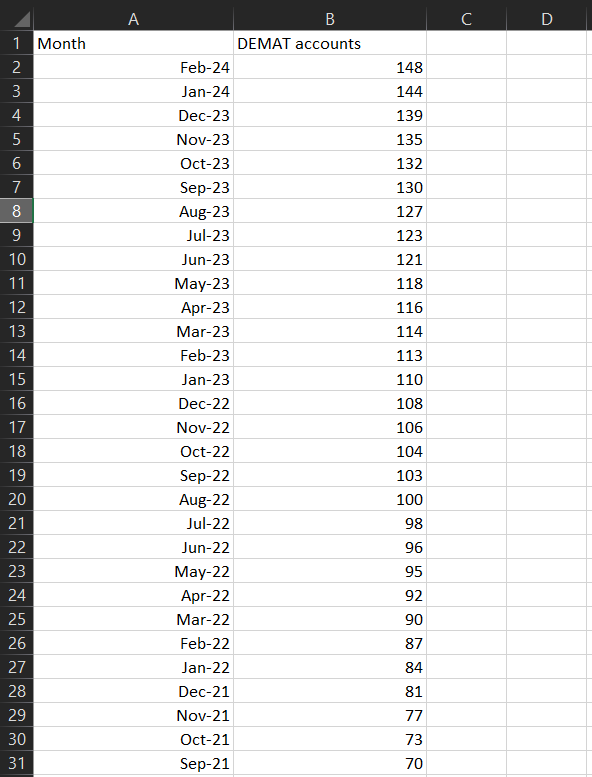 A B C D
1 Month DEMAT accounts
2 Feb-24 148
3 Jan-24 144
4 Dec-23 139
5 Nov-23 135
6 Oct-23 132
7 Sep-23 130
8 Aug-23 127
9 Jul-23 123
10 Jun-23 121
11 May-23 118
12 Apr-23 116
13 Mar-23 114
14 Feb-23 113
15 Jan-23 110
16 Dec-22 108
17 Nov-22 106
18 Oct-22 104
19 Sep-22 103
20 Aug-22 100
21 Jul-22 98
22 Jun-22 96
23 May-22 95
24 Apr-22 92
25 Mar-22 90
26 Feb-22 87
27 Jan-22 84
28 Dec-21 81
29 Nov-21 77
30 Oct-21 73
31 Sep-21 70